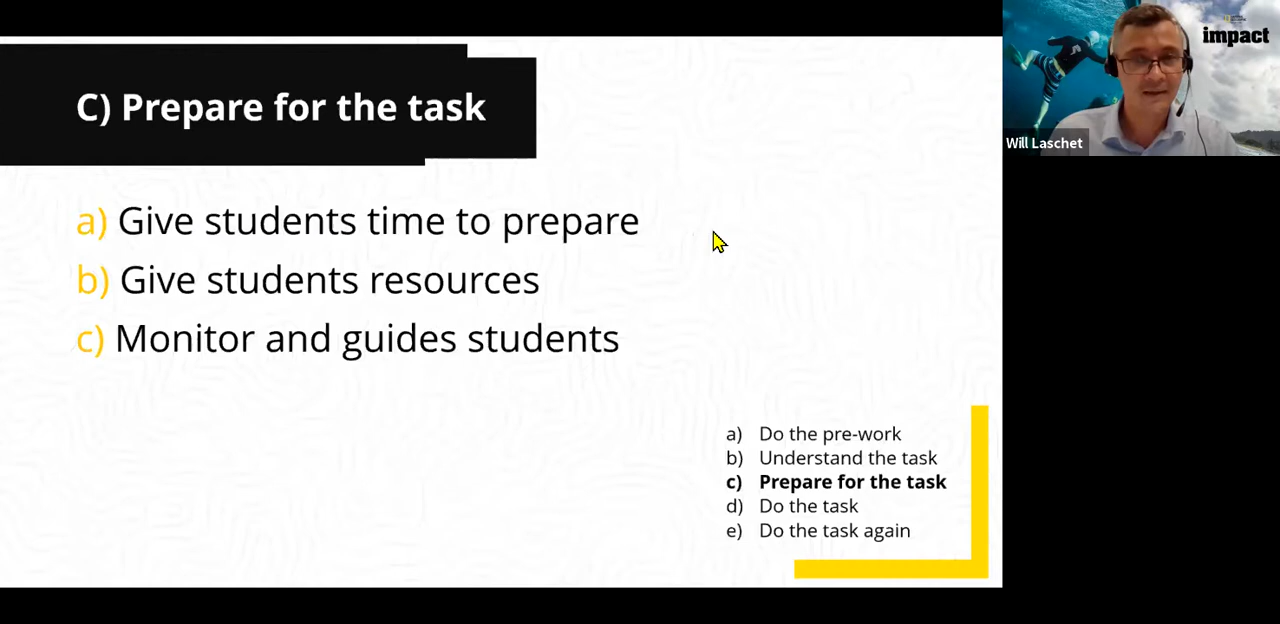 C) Prepare for the task
a) Give students time to prepare
b) Give students resources
c) Monitor and guides students
a) Do the pre-work
b) Understand the task
c) Prepare for the task
d) Do the task
e) Do the task again
impact
Will Laschet